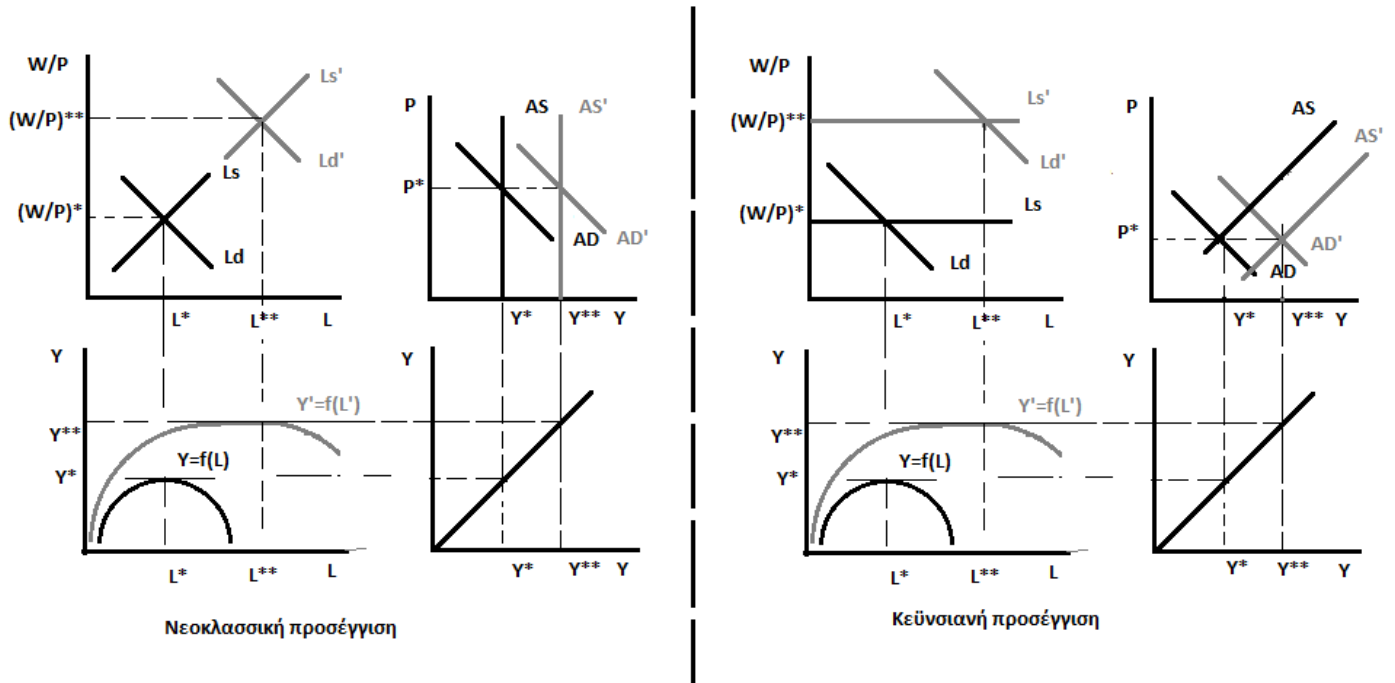 W/P
(W/P)**
(W/P)*
Ls'
Ld'
Ls
Ld
L*
L**
L
P
P*
AS
AS'
AD
AD'
Y*
Y**
Y
Y
Y**
Y*
Y'=f(L')
Y=f(L)
L*
L**
L
Y
Y*
Y**
Y
Νεοκλασσική προσέγγιση
W/P
(W/P)**
(W/P)*
Ls'
Ld'
Ls
Ld
L*
L**
L
P
P*
AS
AS'
AD'
AD
Y*
Y**
Y
Y
Y**
Y*
Y'=f(L')
Y=f(L)
L*
L**
L
Y
Y*
Y**
Y
Κεϋνσιανή προσέγγιση